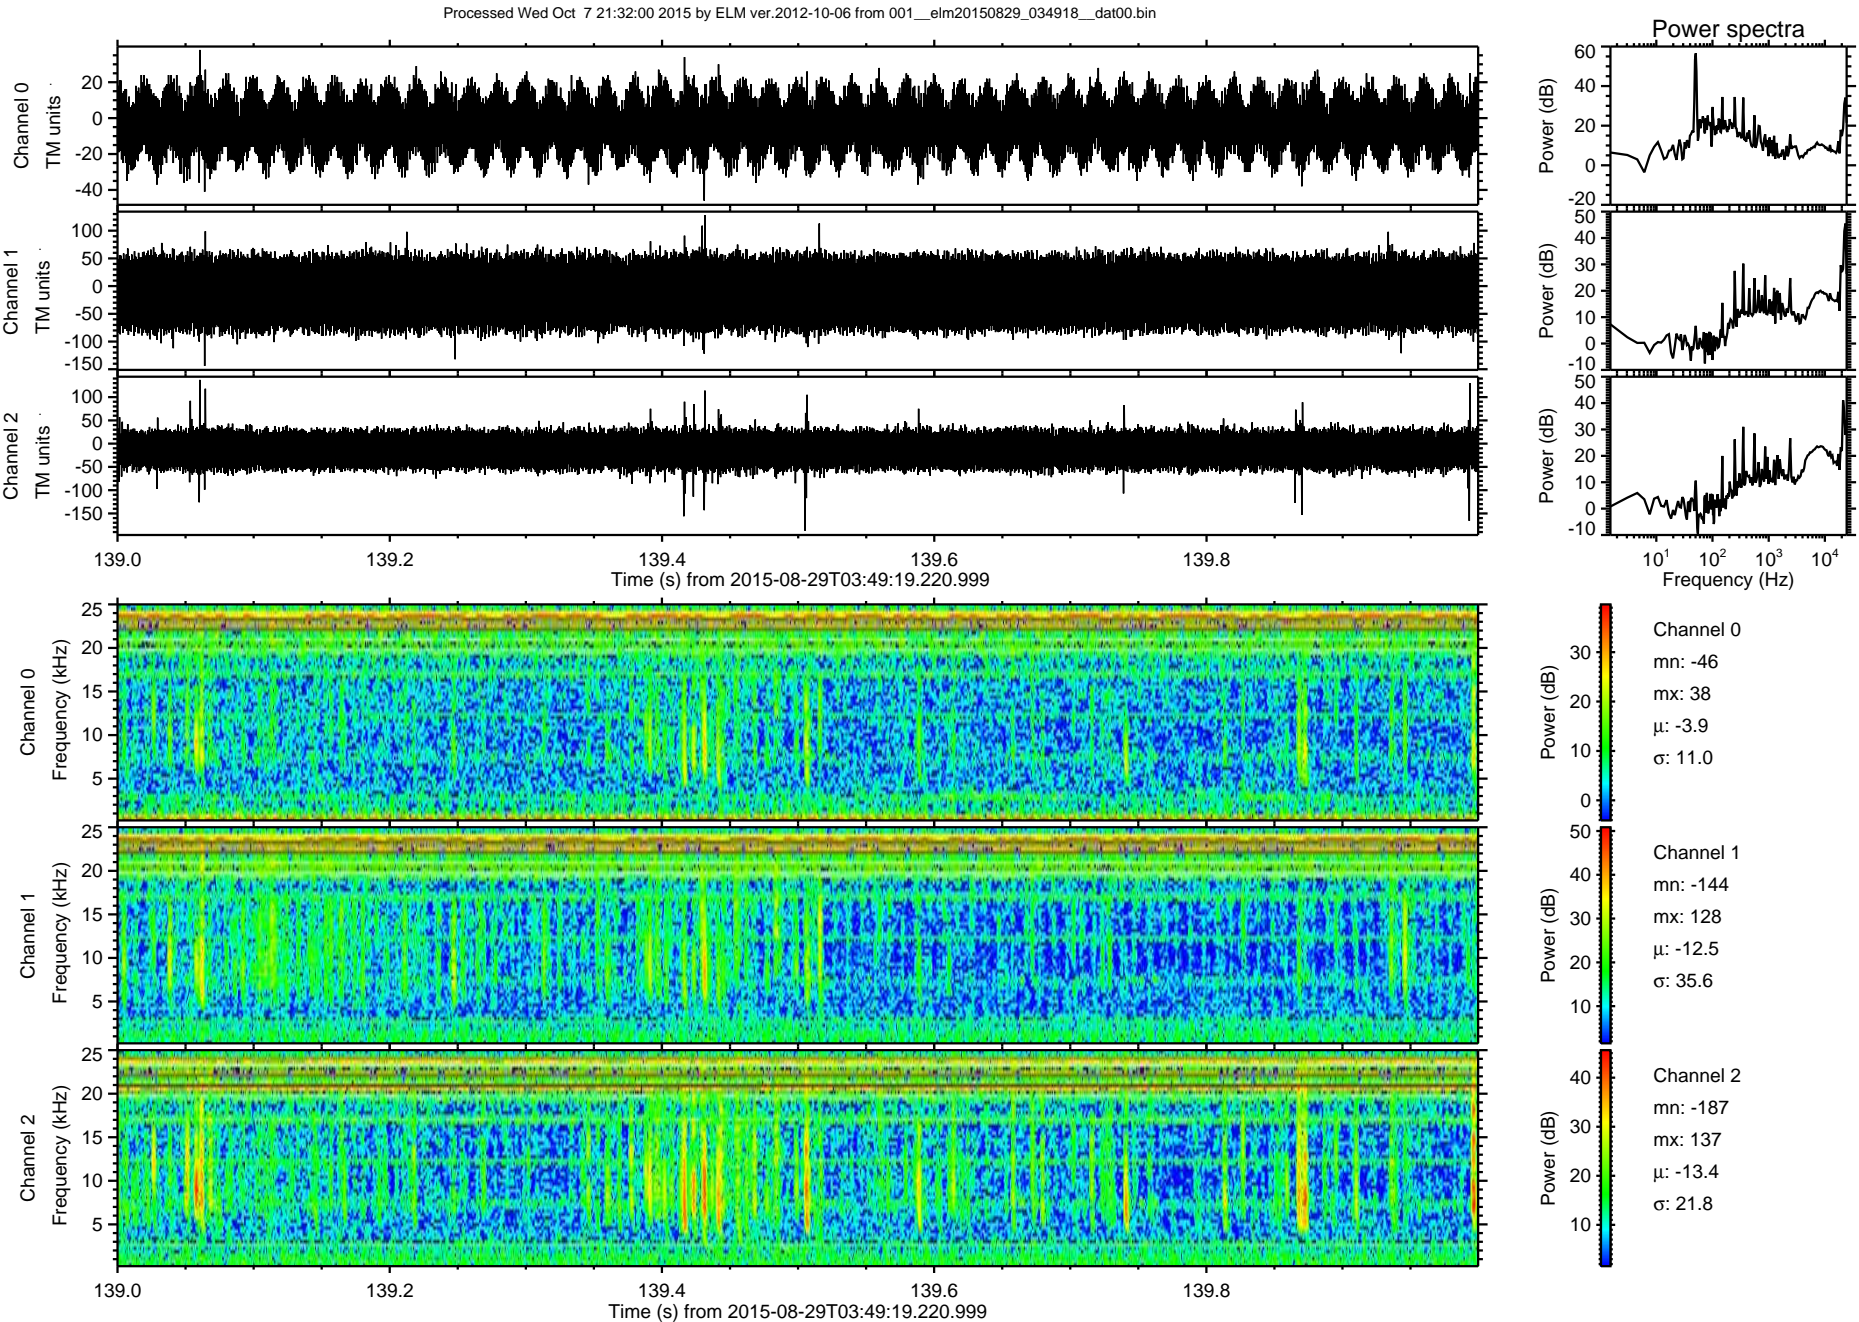 Processed Wed Oct  7 21:32:00 2015 by ELM ver.2012-10-06 from 001__elm20150829_034918__dat00.bin
Power spectra
Channel 0
TM units
20
0
-20
-40
Power (dB)
60
40
20
0
-20
Channel 1
TM units
100
50
0
-50
-100
-150
Power (dB)
50
40
30
20
10
0
-10
Channel 2
TM units
100
50
0
-50
-100
-150
Power (dB)
50
40
30
20
10
0
-10
139.0 139.2 139.4 139.6 139.8
Time (s) from 2015-08-29T03:49:19.220.999
10¹ 10² 10³ 10⁴
Frequency (Hz)
Channel 0
Frequency (kHz)
25
20
15
10
5
Power (dB)
30
20
10
0
Channel 0
mn: -46
mx: 38
μ: -3.9
σ: 11.0
Channel 1
Frequency (kHz)
25
20
15
10
5
Power (dB)
50
40
30
20
10
Channel 1
mn: -144
mx: 128
μ: -12.5
σ: 35.6
Channel 2
Frequency (kHz)
25
20
15
10
5
Power (dB)
40
30
20
10
Channel 2
mn: -187
mx: 137
μ: -13.4
σ: 21.8
139.0 139.2 139.4 139.6 139.8
Time (s) from 2015-08-29T03:49:19.220.999